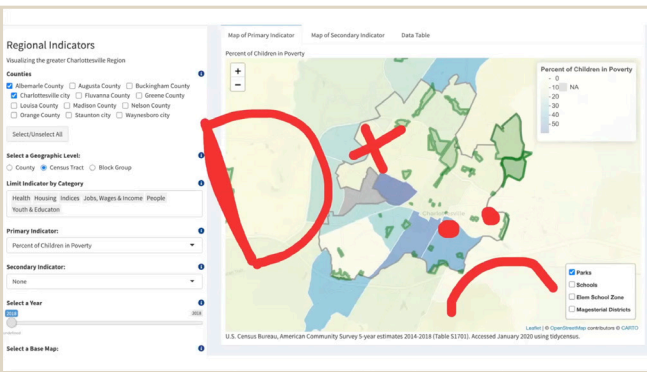 Regional Indicators
Visualizing the greater Charlottesville Region
Counties
Albemarle County Augusta County Buckingham County
Charlottesville city Fluvanna County Greene County
Louisa County Madison County Nelson County
Orange County Staunton city Waynesboro city
Select/Unselect All
Select a Geographic Level:
County Census Tract Block Group
Limit Indicator by Category
Health Housing Indices Jobs, Wages & Income People
Youth & Educaton
Primary Indicator:
Percent of Children in Poverty
Secondary Indicator:
None
Select a Year
2018 2018
Select a Base Map:
Map of Primary Indicator Map of Secondary Indicator Data Table
Percent of Children in Poverty
+
−
Percent of Children in Poverty
0
10 NA
20
30
40
50
Parks
Schools
Elem School Zone
Magesterial Districts
Leaflet | © OpenStreetMap contributors © CARTO
U.S. Census Bureau, American Community Survey 5-year estimates 2014-2018 (Table S1701). Accessed January 2020 using tidycensus.